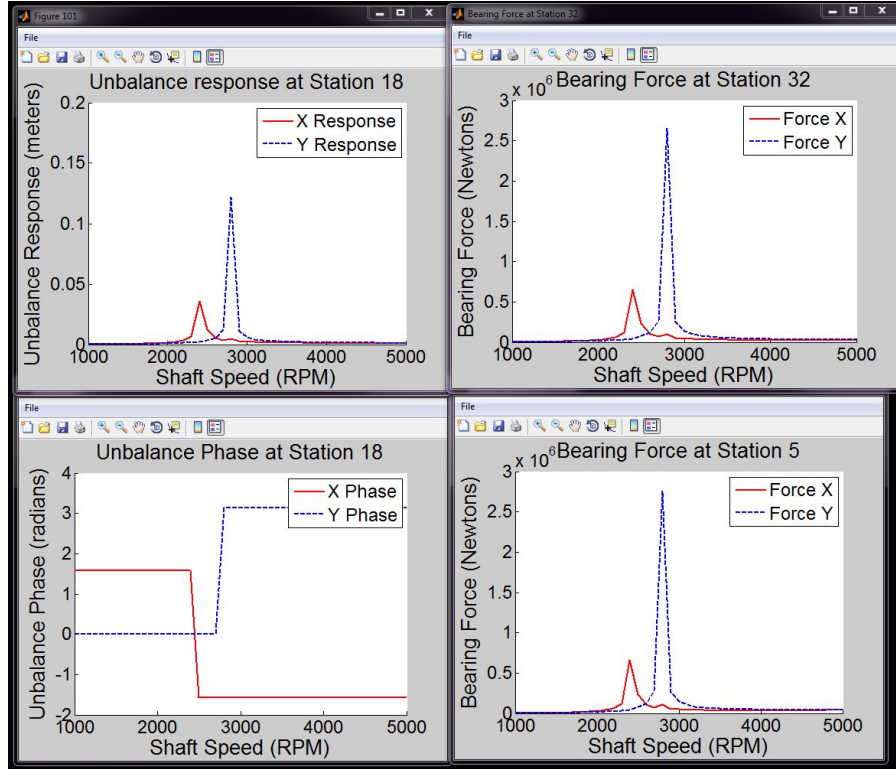 Figure 101
File
Unbalance response at Station 18
Unbalance Response (meters)
0.2
0.15
0.1
0.05
0
X Response
Y Response
1000 2000 3000 4000 5000
Shaft Speed (RPM)
Bearing Force at Station 32
File
x 10^6 Bearing Force at Station 32
Bearing Force (Newtons)
3
2.5
2
1.5
1
0.5
0
Force X
Force Y
1000 2000 3000 4000 5000
Shaft Speed (RPM)
File
Unbalance Phase at Station 18
Unbalance Phase (radians)
4
3
2
1
0
-1
-2
X Phase
Y Phase
1000 2000 3000 4000 5000
Shaft Speed (RPM)
File
x 10^6 Bearing Force at Station 5
Bearing Force (Newtons)
3
2.5
2
1.5
1
0.5
0
Force X
Force Y
1000 2000 3000 4000 5000
Shaft Speed (RPM)